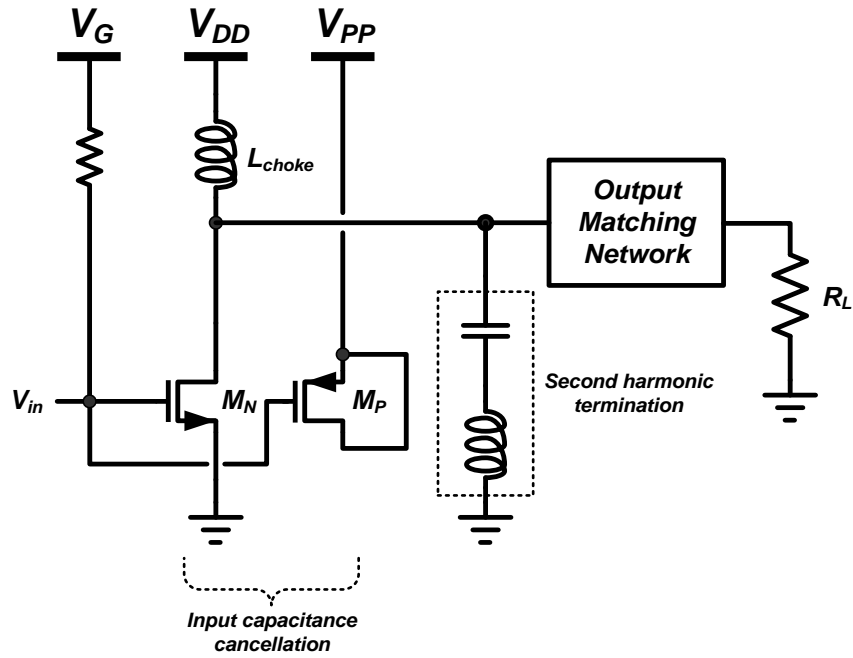 V_G
V_DD
V_PP
L_choke
Output
Matching
Network
R_L
V_in
M_N
M_P
Second harmonic
termination
Input capacitance
cancellation